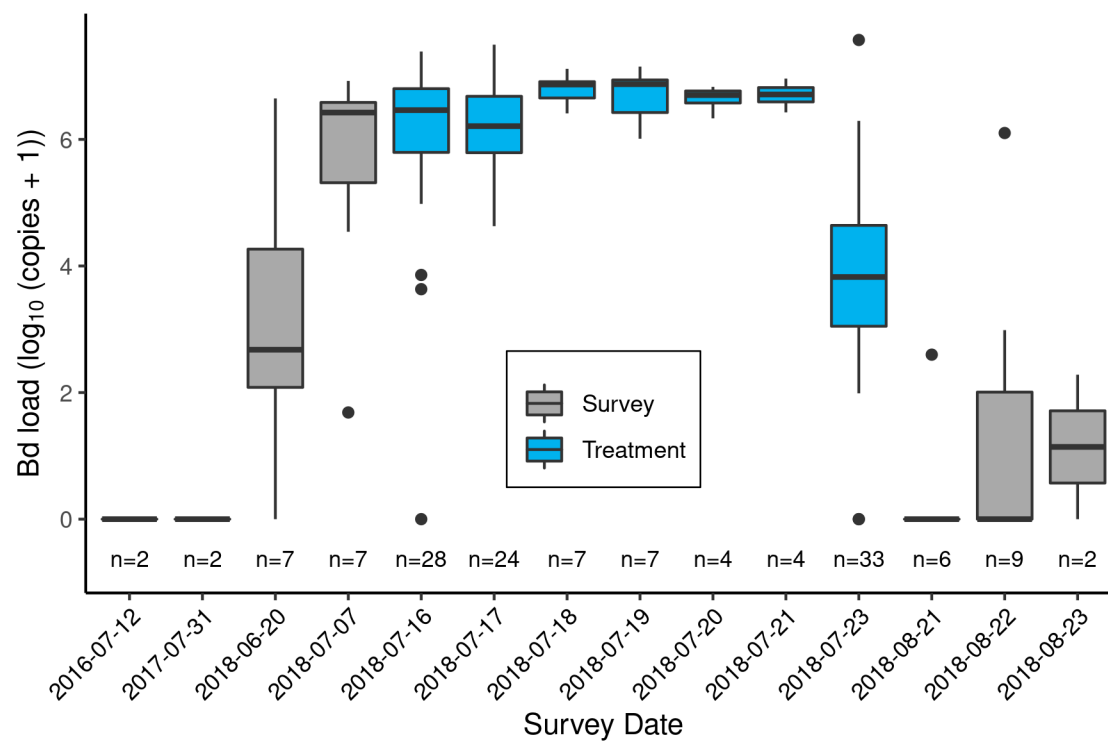 Bd load (log10 (copies + 1))
6
4
2
0
Survey
Treatment
n=2 n=2 n=7 n=7 n=28 n=24 n=7 n=7 n=4 n=4 n=33 n=6 n=9 n=2
2016-07-12 2017-07-31 2018-06-20 2018-07-07 2018-07-16 2018-07-17 2018-07-18 2018-07-19 2018-07-20 2018-07-21 2018-07-23 2018-08-21 2018-08-22 2018-08-23
Survey Date